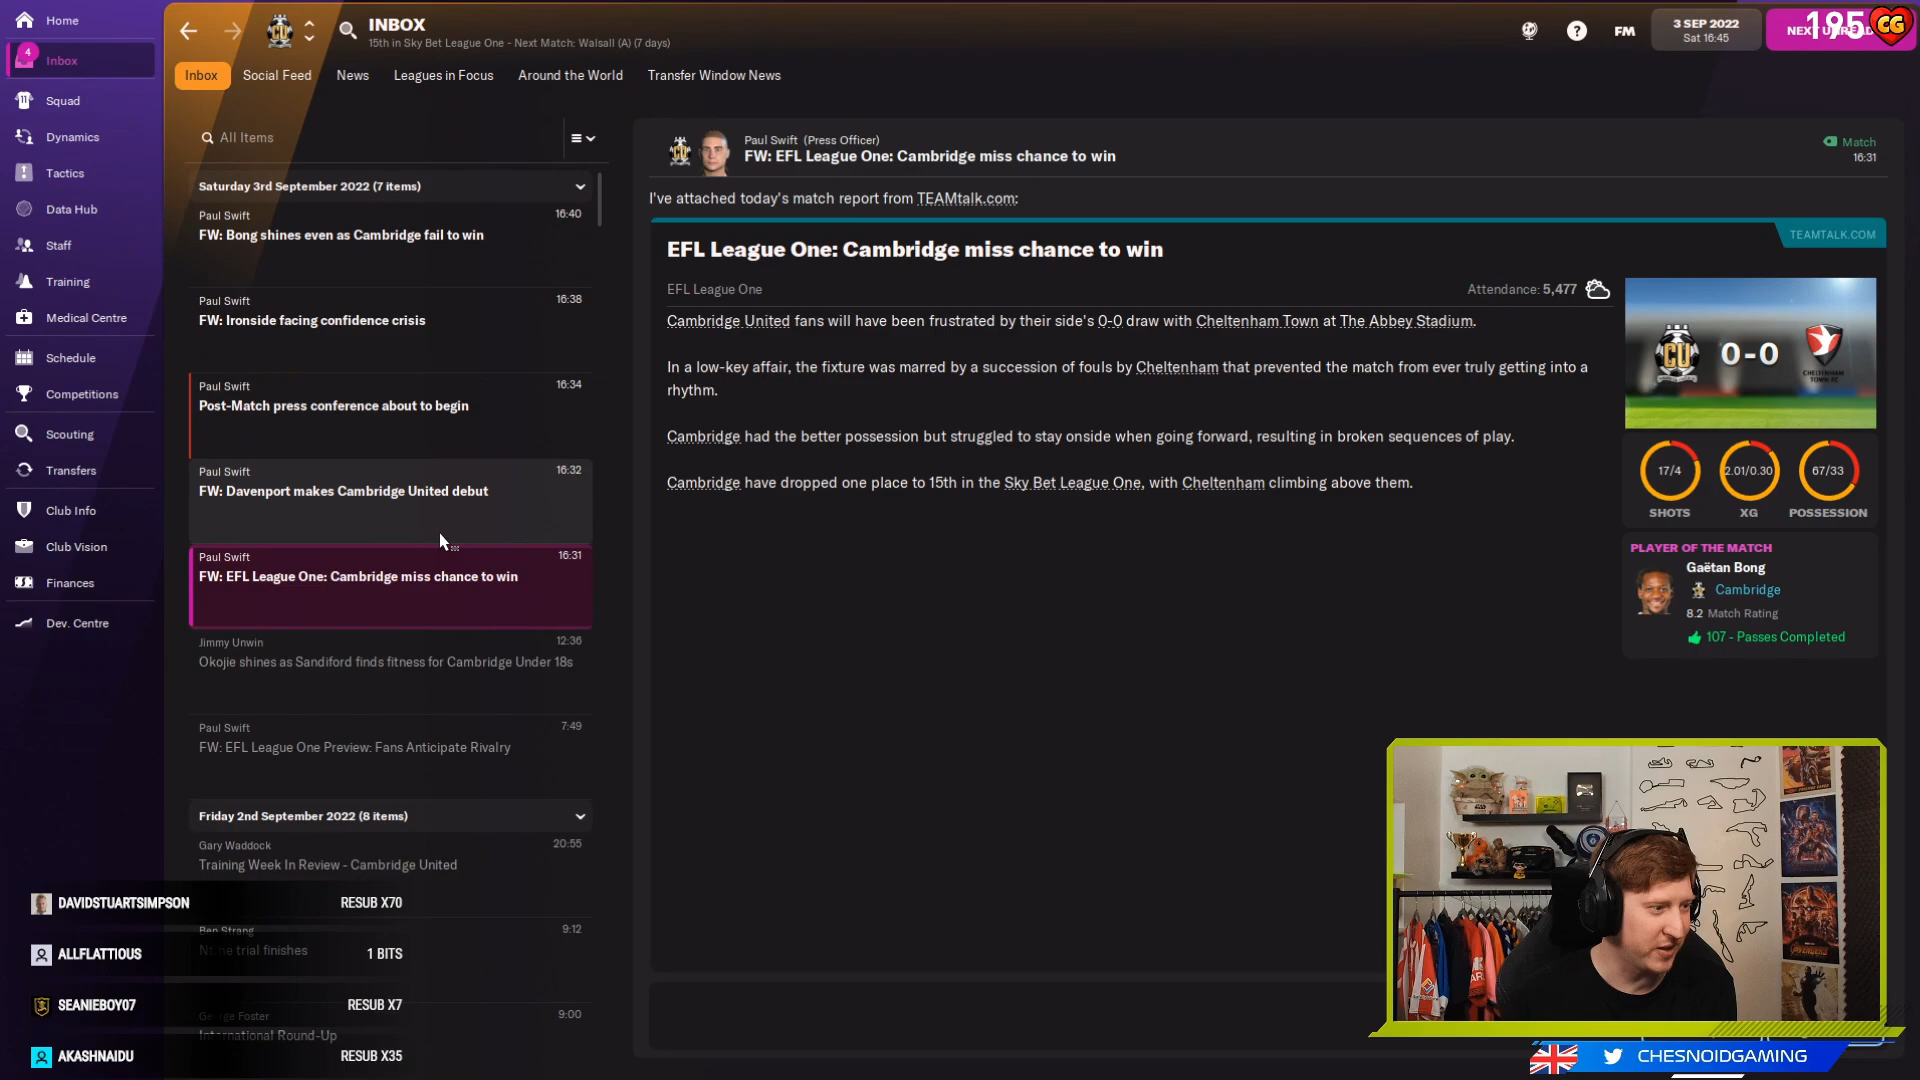 Home
4
Inbox
Squad
Dynamics
Tactics
Data Hub
Staff
Training
Medical Centre
Schedule
Competitions
Scouting
Transfers
Club Info
Club Vision
Finances
Dev. Centre
INBOX
15th in Sky Bet League One - Next Match: Walsall (A) (7 days)
FM
3 SEP 2022
Sat 16:45
195
CG
Inbox
Social Feed
News
Leagues in Focus
Around the World
Transfer Window News
All Items
Saturday 3rd September 2022 (7 items)
Paul Swift 16:40
FW: Bong shines even as Cambridge fail to win
Paul Swift 16:38
FW: Ironside facing confidence crisis
Paul Swift 16:34
Post-Match press conference about to begin
Paul Swift 16:32
FW: Davenport makes Cambridge United debut
Paul Swift 16:31
FW: EFL League One: Cambridge miss chance to win
Jimmy Unwin 12:36
Okojie shines as Sandiford finds fitness for Cambridge Under 18s
Paul Swift 7:49
FW: EFL League One Preview: Fans Anticipate Rivalry
Friday 2nd September 2022 (8 items)
Gary Waddock 20:55
Training Week In Review - Cambridge United
Ben Strang 9:12
trial finishes
George Foster 9:00
International Round-Up
DAVIDSTUARTSIMPSON RESUB X70
ALLFLATTIOUS 1 BITS
SEANIEBOY07 RESUB X7
AKASHNAIDU RESUB X35
Paul Swift (Press Officer)
FW: EFL League One: Cambridge miss chance to win
Match
16:31
I've attached today's match report from TEAMtalk.com:
TEAMTALK.COM
EFL League One: Cambridge miss chance to win
EFL League One
Attendance: 5,477
Cambridge United fans will have been frustrated by their side's 0-0 draw with Cheltenham Town at The Abbey Stadium.
In a low-key affair, the fixture was marred by a succession of fouls by Cheltenham that prevented the match from ever truly getting into a
rhythm.
Cambridge had the better possession but struggled to stay onside when going forward, resulting in broken sequences of play.
Cambridge have dropped one place to 15th in the Sky Bet League One, with Cheltenham climbing above them.
CU
0-0
CHELTENHAM
TOWN FC
17/4
2.01/0.30
67/33
SHOTS
XG
POSSESSION
PLAYER OF THE MATCH
Gaëtan Bong
Cambridge
8.2 Match Rating
107 - Passes Completed
CHESNOIDGAMING